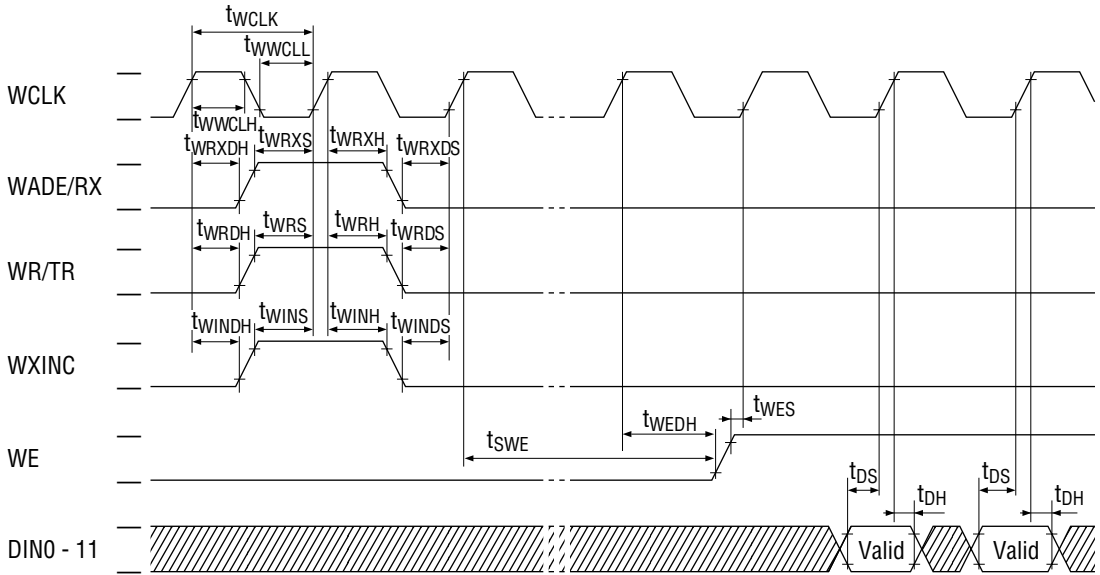 tWCLK
tWWCLL
WCLK
tWWCLH
tWRXDH tWRXS tWRXH tWRXDS
WADE/RX
tWRDH tWRS tWRH tWRDS
WR/TR
tWINDH tWINS tWINH tWINDS
WXINC
tWES
tWEDH
tSWE
WE
tDS tDS
tDH tDH
DIN0 - 11 Valid Valid